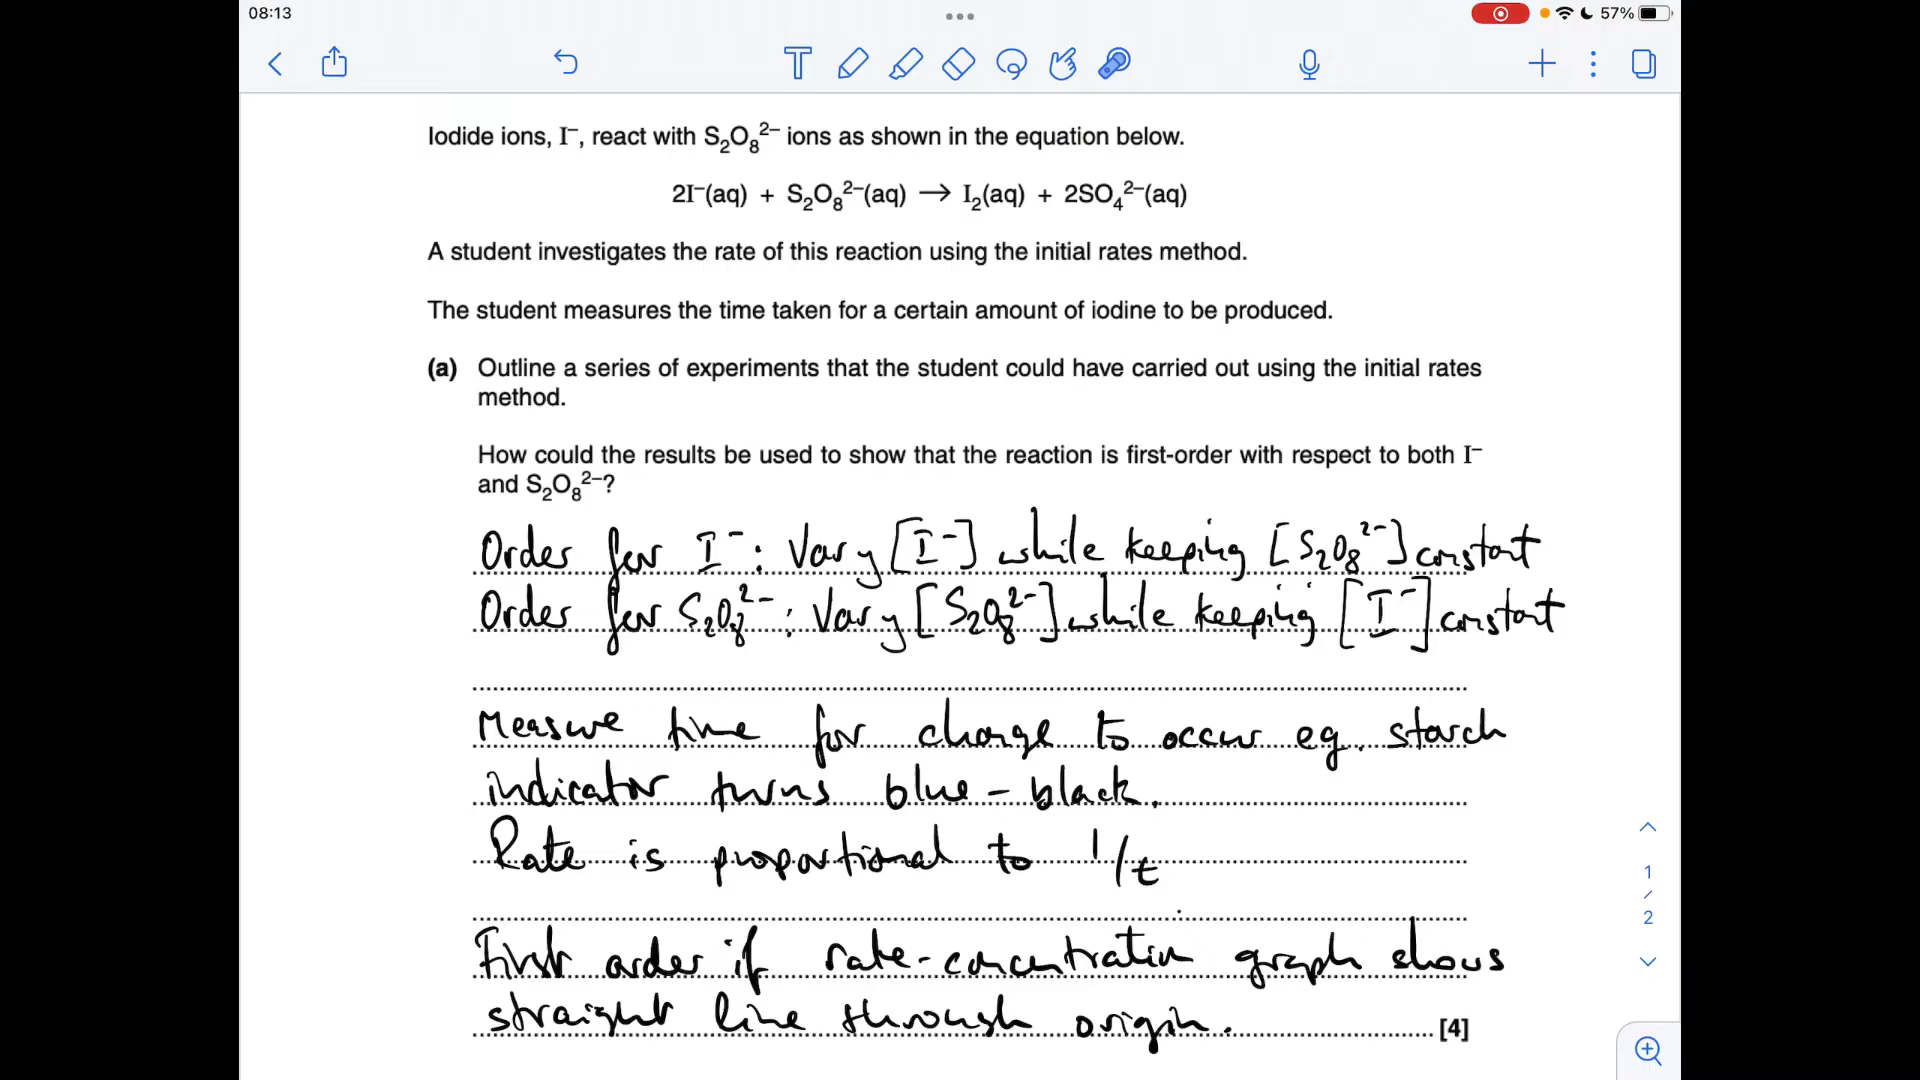 08:13
57%
Iodide ions, I⁻, react with S₂O₈²⁻ ions as shown in the equation below.
2I⁻(aq) + S₂O₈²⁻(aq) → I₂(aq) + 2SO₄²⁻(aq)
A student investigates the rate of this reaction using the initial rates method.
The student measures the time taken for a certain amount of iodine to be produced.
(a) Outline a series of experiments that the student could have carried out using the initial rates
method.
How could the results be used to show that the reaction is first-order with respect to both I⁻
and S₂O₈²⁻?
Order for I⁻: Vary [I⁻] while keeping [S₂O₈²⁻] constant
Order for S₂O₈²⁻: Vary [S₂O₈²⁻] while keeping [I⁻] constant
Measure time for change to occur eg. starch
indicator turns blue-black.
Rate is proportional to 1/t
First order if rate-concentration graph shows
straight line through origin. [4]
1
/
2